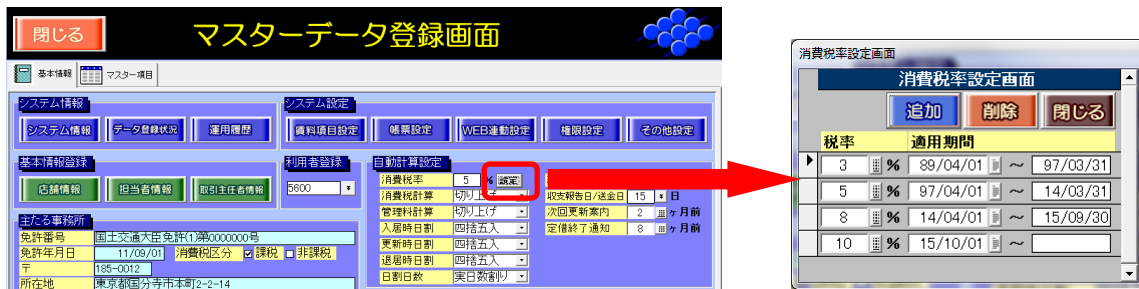 閉じる
マスターデータ登録画面
基本情報
マスター項目
システム情報
システム情報
データ登録状況
運用履歴
システム設定
賃料項目設定
帳票設定
WEB連動設定
権限設定
その他設定
基本情報登録
店舗情報
担当者情報
取引主任者情報
利用者登録
5600
自動計算設定
消費税率 5 % 設定
消費税計算 切り上げ
管理料計算 切り上げ
入居時日割 四捨五入
更新時日割 四捨五入
退居時日割 四捨五入
日割日数 実日数割り
収支報告日/送金日 15 日
次回更新案内 2 ヶ月前
定借終了通知 8 ヶ月前
主たる事務所
免許番号 国土交通大臣免許(1)第0000000号
免許年月日 11/09/01 消費税区分 課税 非課税
〒 185-0012
所在地 東京都国分寺市本町2-2-14
消費税率設定画面
消費税率設定画面
追加 削除 閉じる
税率 適用期間
3 % 89/04/01 ~ 97/03/31
5 % 97/04/01 ~ 14/03/31
8 % 14/04/01 ~ 15/09/30
10 % 15/10/01 ~